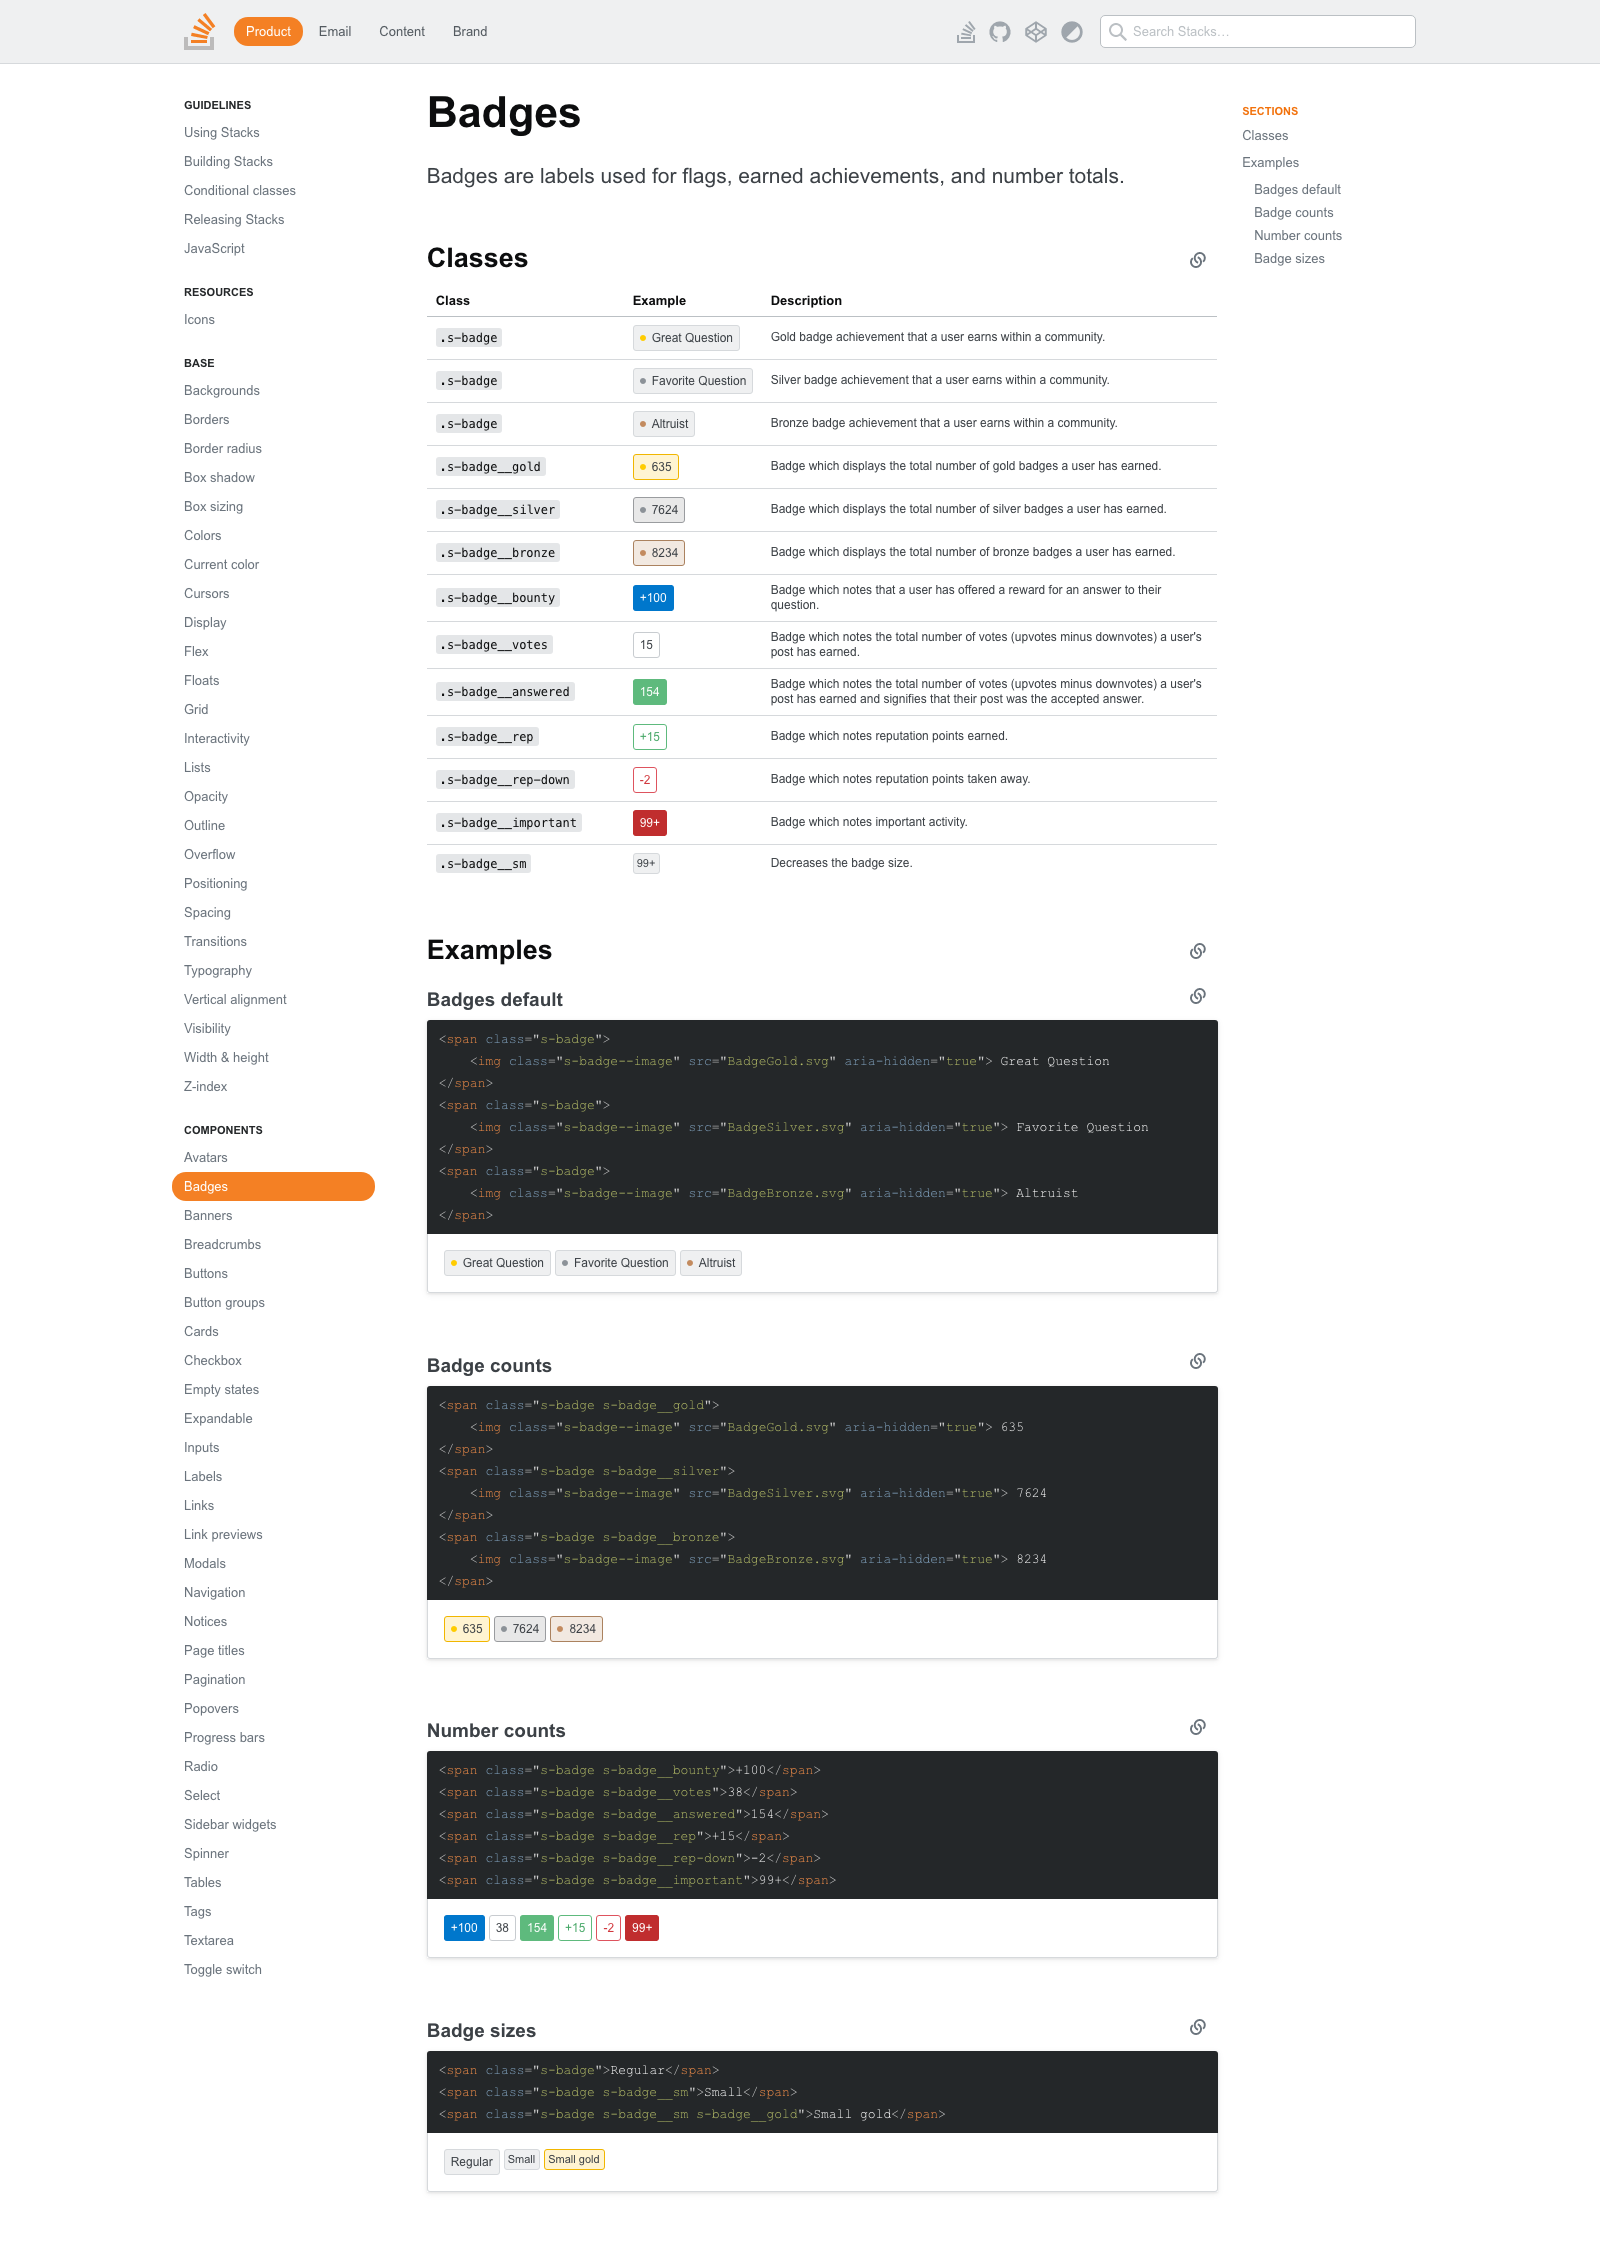 Product
Email
Content
Brand
Search Stacks…
GUIDELINES
Using Stacks
Building Stacks
Conditional classes
Releasing Stacks
JavaScript
RESOURCES
Icons
BASE
Backgrounds
Borders
Border radius
Box shadow
Box sizing
Colors
Current color
Cursors
Display
Flex
Floats
Grid
Interactivity
Lists
Opacity
Outline
Overflow
Positioning
Spacing
Transitions
Typography
Vertical alignment
Visibility
Width & height
Z-index
COMPONENTS
Avatars
Badges
Banners
Breadcrumbs
Buttons
Button groups
Cards
Checkbox
Empty states
Expandable
Inputs
Labels
Links
Link previews
Modals
Navigation
Notices
Page titles
Pagination
Popovers
Progress bars
Radio
Select
Sidebar widgets
Spinner
Tables
Tags
Textarea
Toggle switch
Badges
Badges are labels used for flags, earned achievements, and number totals.
Classes
Class Example Description
.s-badge Great Question Gold badge achievement that a user earns within a community.
.s-badge Favorite Question Silver badge achievement that a user earns within a community.
.s-badge Altruist Bronze badge achievement that a user earns within a community.
.s-badge__gold 635 Badge which displays the total number of gold badges a user has earned.
.s-badge__silver 7624 Badge which displays the total number of silver badges a user has earned.
.s-badge__bronze 8234 Badge which displays the total number of bronze badges a user has earned.
.s-badge__bounty +100 Badge which notes that a user has offered a reward for an answer to their
question.
.s-badge__votes 15 Badge which notes the total number of votes (upvotes minus downvotes) a user's
post has earned.
.s-badge__answered 154 Badge which notes the total number of votes (upvotes minus downvotes) a user's
post has earned and signifies that their post was the accepted answer.
.s-badge__rep +15 Badge which notes reputation points earned.
.s-badge__rep-down -2 Badge which notes reputation points taken away.
.s-badge__important 99+ Badge which notes important activity.
.s-badge__sm 99+ Decreases the badge size.
Examples
Badges default
<span class="s-badge">
    <img class="s-badge--image" src="BadgeGold.svg" aria-hidden="true"> Great Question
</span>
<span class="s-badge">
    <img class="s-badge--image" src="BadgeSilver.svg" aria-hidden="true"> Favorite Question
</span>
<span class="s-badge">
    <img class="s-badge--image" src="BadgeBronze.svg" aria-hidden="true"> Altruist
</span>
Great Question Favorite Question Altruist
Badge counts
<span class="s-badge s-badge__gold">
    <img class="s-badge--image" src="BadgeGold.svg" aria-hidden="true"> 635
</span>
<span class="s-badge s-badge__silver">
    <img class="s-badge--image" src="BadgeSilver.svg" aria-hidden="true"> 7624
</span>
<span class="s-badge s-badge__bronze">
    <img class="s-badge--image" src="BadgeBronze.svg" aria-hidden="true"> 8234
</span>
635 7624 8234
Number counts
<span class="s-badge s-badge__bounty">+100</span>
<span class="s-badge s-badge__votes">38</span>
<span class="s-badge s-badge__answered">154</span>
<span class="s-badge s-badge__rep">+15</span>
<span class="s-badge s-badge__rep-down">-2</span>
<span class="s-badge s-badge__important">99+</span>
+100 38 154 +15 -2 99+
Badge sizes
<span class="s-badge">Regular</span>
<span class="s-badge s-badge__sm">Small</span>
<span class="s-badge s-badge__sm s-badge__gold">Small gold</span>
Regular Small Small gold
SECTIONS
Classes
Examples
Badges default
Badge counts
Number counts
Badge sizes